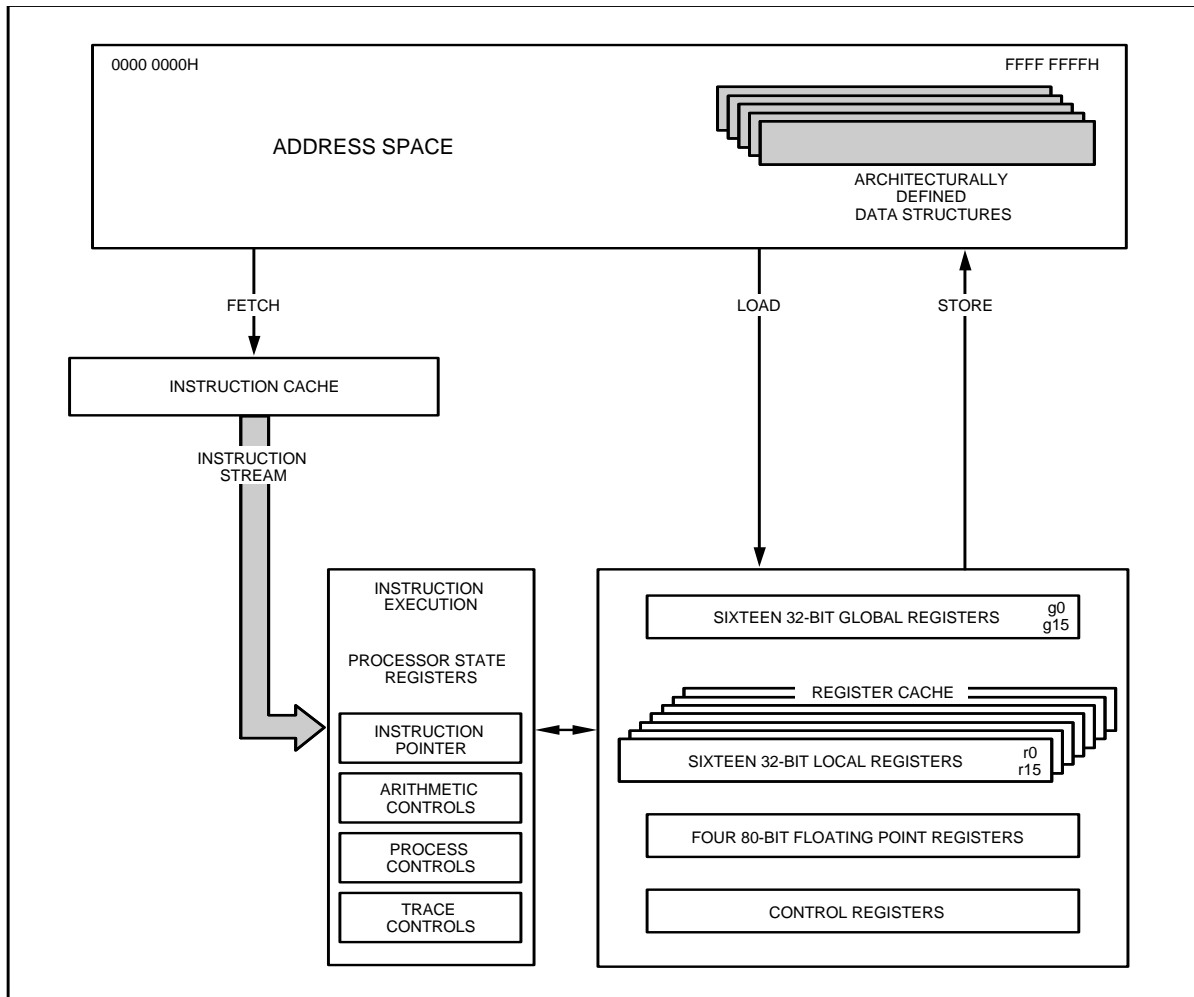 0000 0000H
FFFF FFFFH
ADDRESS SPACE
ARCHITECTURALLY
DEFINED
DATA STRUCTURES
FETCH
LOAD
STORE
INSTRUCTION CACHE
INSTRUCTION
STREAM
INSTRUCTION
EXECUTION
PROCESSOR STATE
REGISTERS
INSTRUCTION
POINTER
ARITHMETIC
CONTROLS
PROCESS
CONTROLS
TRACE
CONTROLS
SIXTEEN 32-BIT GLOBAL REGISTERS
g0
g15
REGISTER CACHE
SIXTEEN 32-BIT LOCAL REGISTERS
r0
r15
FOUR 80-BIT FLOATING POINT REGISTERS
CONTROL REGISTERS